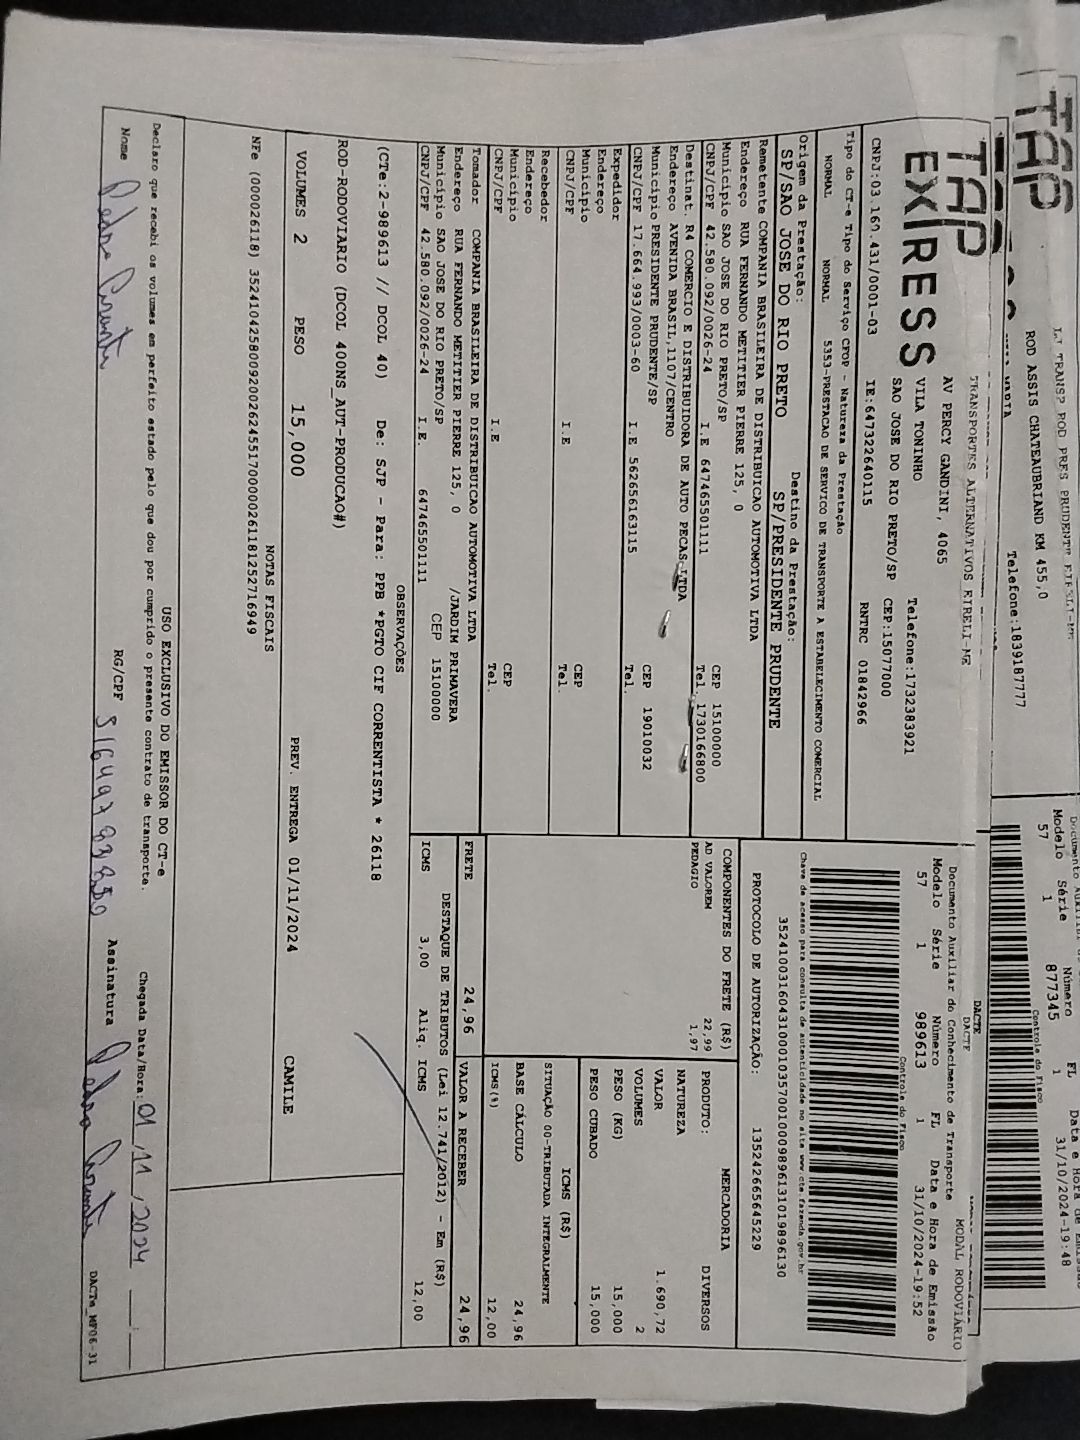 ROD ASSIS CHATEAUBRIAND KM 455,0
Telefone:1839187777
Modelo Série Número FL
57 1 877345 1 31/10/2024-19:48
Controle do Fisco
TAP
EXPRESS
TRANSPORTES ALTERNATIVOS EIRELI-ME
AV PERCY GANDINI, 4065
VILA TONINHO Telefone:1732383921
SAO JOSE DO RIO PRETO/SP CEP:15077000
CNPJ:03.160.431/0001-03 IE:647322640115 RNTRC 01842966
DACTE
MODAL RODOVIÁRIO
Documento Auxiliar do Conhecimento de Transporte
Modelo Série Número FL Data e Hora de Emissão
57 1 989613 1 31/10/2024-19:52
Controle do Fisco
Chave de acesso para consulta de autenticidade no site www.cte.fazenda.gov.br
PROTOCOLO DE AUTORIZAÇÃO: 135242665645229
Tipo do CT-e Tipo do Serviço CFOP - Natureza da Prestação
NORMAL NORMAL 5353-PRESTACAO DE SERVICO DE TRANSPORTE A ESTABELECIMENTO COMERCIAL
Origem da Prestação: Destino da Prestação:
SP/SAO JOSE DO RIO PRETO SP/PRESIDENTE PRUDENTE
Remetente COMPANIA BRASILEIRA DE DISTRIBUICAO AUTOMOTIVA LTDA
Endereço RUA FERNANDO METITIER PIERRE 125, 0
Município SAO JOSE DO RIO PRETO/SP CEP 15100000
CNPJ/CPF 42.580.092/0026-24 I.E 647465501111 Tel. 1730166800
Destinat. R4 COMERCIO E DISTRIBUIDORA DE AUTO PECAS LTDA
Endereço AVENIDA BRASIL,1107/CENTRO
Município PRESIDENTE PRUDENTE/SP CEP 19010032
CNPJ/CPF 17.664.993/0003-60 I.E 562656163115 Tel.
Expedidor
Endereço
Município CEP
CNPJ/CPF I.E Tel.
Recebedor
Endereço
Município CEP
CNPJ/CPF I.E Tel.
Tomador COMPANIA BRASILEIRA DE DISTRIBUICAO AUTOMOTIVA LTDA
Endereço RUA FERNANDO METITIER PIERRE 125, 0 /JARDIM PRIMAVERA
Município SAO JOSE DO RIO PRETO/SP CEP 15100000
CNPJ/CPF 42.580.092/0026-24 I.E. 647465501111
COMPONENTES DO FRETE (R$)
AD VALOREM 22,99
PEDAGIO 1,97
MERCADORIA
PRODUTO: DIVERSOS
NATUREZA
VALOR 1.690,72
VOLUMES 2
PESO (KG) 15,000
PESO CUBADO 15,000
ICMS (R$)
SITUAÇÃO 00-TRIBUTADA INTEGRALMENTE
BASE CÁLCULO 24,96
ICMS(%) 12,00
FRETE 24,96 VALOR A RECEBER 24,96
DESTAQUE DE TRIBUTOS (Lei 12.741/2012) - Em (R$)
ICMS 3,00 Aliq. ICMS 12,00
OBSERVAÇÕES
(CTe:2-989613 // DCOL 40) De: SJP - Para: PPB *PGTO CIF CORRENTISTA * 26118
ROD-RODOVIARIO (DCOL 400NS_AUT-PRODUCAO#)
VOLUMES 2 PESO 15,000 PREV. ENTREGA 01/11/2024 CAMILE
NOTAS FISCAIS
USO EXCLUSIVO DO EMISSOR DO CT-e
Declaro que recebi os volumes em perfeito estado pelo que dou por cumprido o presente contrato de transporte. Chegada Data/Hora: 01/11/2024 __:__
Nome Pedro RG/CPF Assinatura Pedro
DACTe_MF06-31